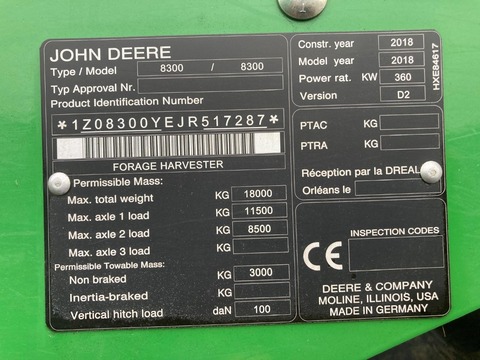 JOHN DEERE
Type / Model 8300 / 8300
Typ Approval Nr.
Product Identification Number
*1Z08300YEJR517287*
FORAGE HARVESTER
Permissible Mass:
Max. total weight KG 18000
Max. axle 1 load KG 11500
Max. axle 2 load KG 8500
Max. axle 3 load KG
Permissible Towable Mass:
Non braked KG 3000
Inertia-braked KG
Vertical hitch load daN 100
Constr. year 2018
Model year 2018
Power rat. KW 360
Version D2
HXE84617
PTAC KG
PTRA KG
Réception par la DREAL
Orléans le
INSPECTION CODES
CE
DEERE & COMPANY
MOLINE, ILLINOIS, USA
MADE IN GERMANY